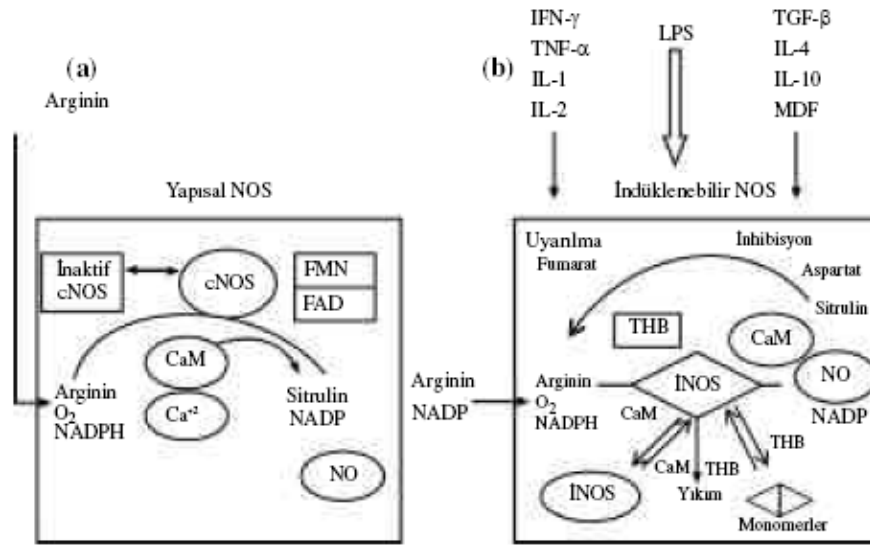 (a)
Arginin
Yapısal NOS
İnaktif
cNOS
cNOS
FMN
FAD
CaM
Ca+2
Arginin
O2
NADPH
Sitrulin
NADP
NO
(b)
IFN-γ
TNF-α
IL-1
IL-2
LPS
TGF-β
IL-4
IL-10
MDF
İndüklenebilir NOS
Arginin
NADP
Uyarılma
Fumarat
İnhibisyon
Aspartat
Sitrulin
THB
CaM
NO
NADP
Arginin
O2
NADPH
İNOS
CaM
CaM
THB
THB
İNOS
Yıkım
Monomerler